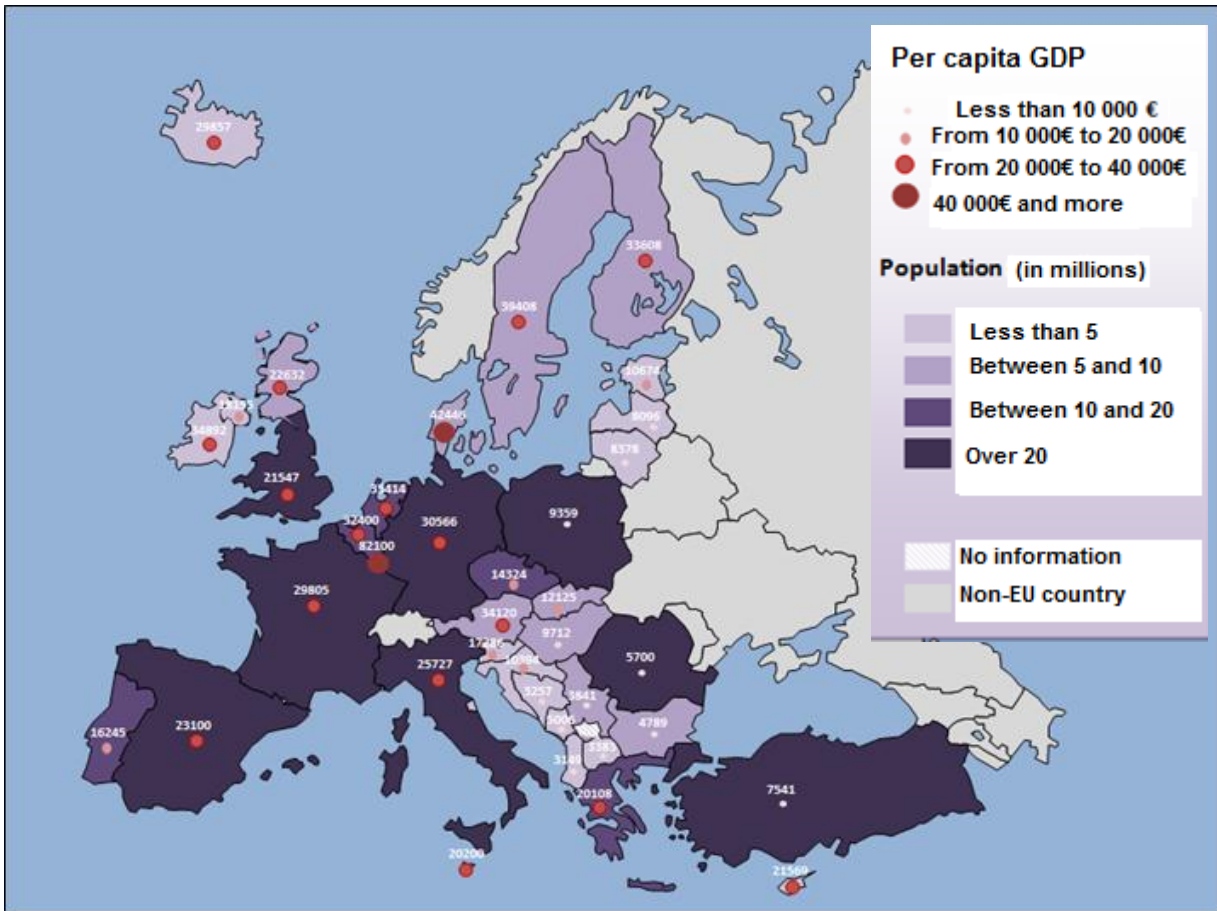 Per capita GDP
Less than 10 000 €
From 10 000€ to 20 000€
From 20 000€ to 40 000€
40 000€ and more
Population (in millions)
Less than 5
Between 5 and 10
Between 10 and 20
Over 20
No information
Non-EU country
29857
33608
39408
22632
10674
8096
42446
34892
8378
21547
9359
32400
30566
82100
14324
29805
12125
34120
9712
17286
25727
5700
3841
16245
23100
4789
3149
7541
20108
20200
21569